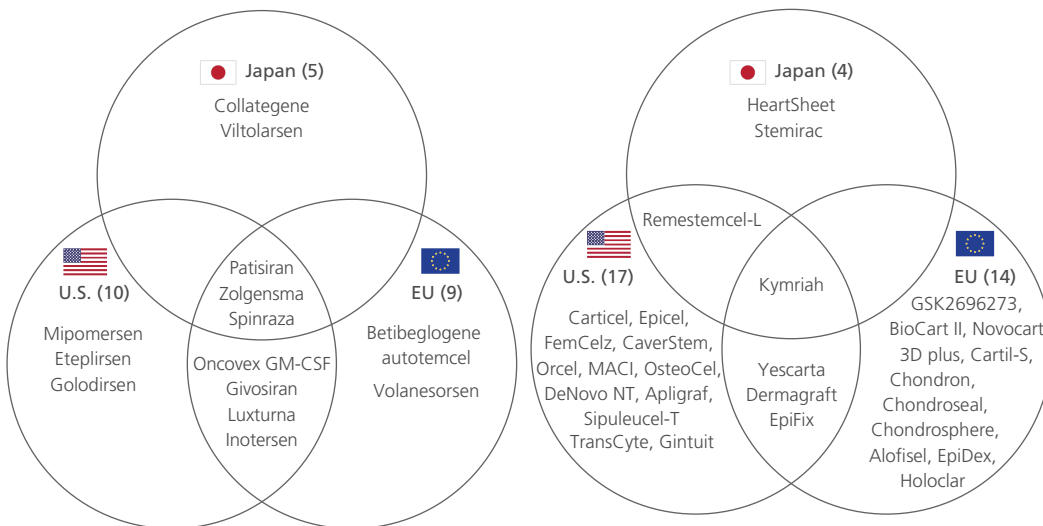 Japan (5)
Collategene
Viltolarsen
U.S. (10)
Mipomersen
Eteplirsen
Golodirsen
Patisiran
Zolgensma
Spinraza
EU (9)
Betibeglogene
autotemcel
Volanesorsen
Oncovex GM-CSF
Givosiran
Luxturna
Inotersen
Japan (4)
HeartSheet
Stemirac
Remestemcel-L
U.S. (17)
Carticel, Epicel,
FemCelz, CaverStem,
Orcel, MACI, OsteoCel,
DeNovo NT, Apligraf,
Sipuleucel-T
TransCyte, Gintuit
Kymriah
Yescarta
Dermagraft
EpiFix
EU (14)
GSK2696273,
BioCart II, Novocart
3D plus, Cartil-S,
Chondron,
Chondroseal,
Chondrosphere,
Alofisel, EpiDex,
Holoclar